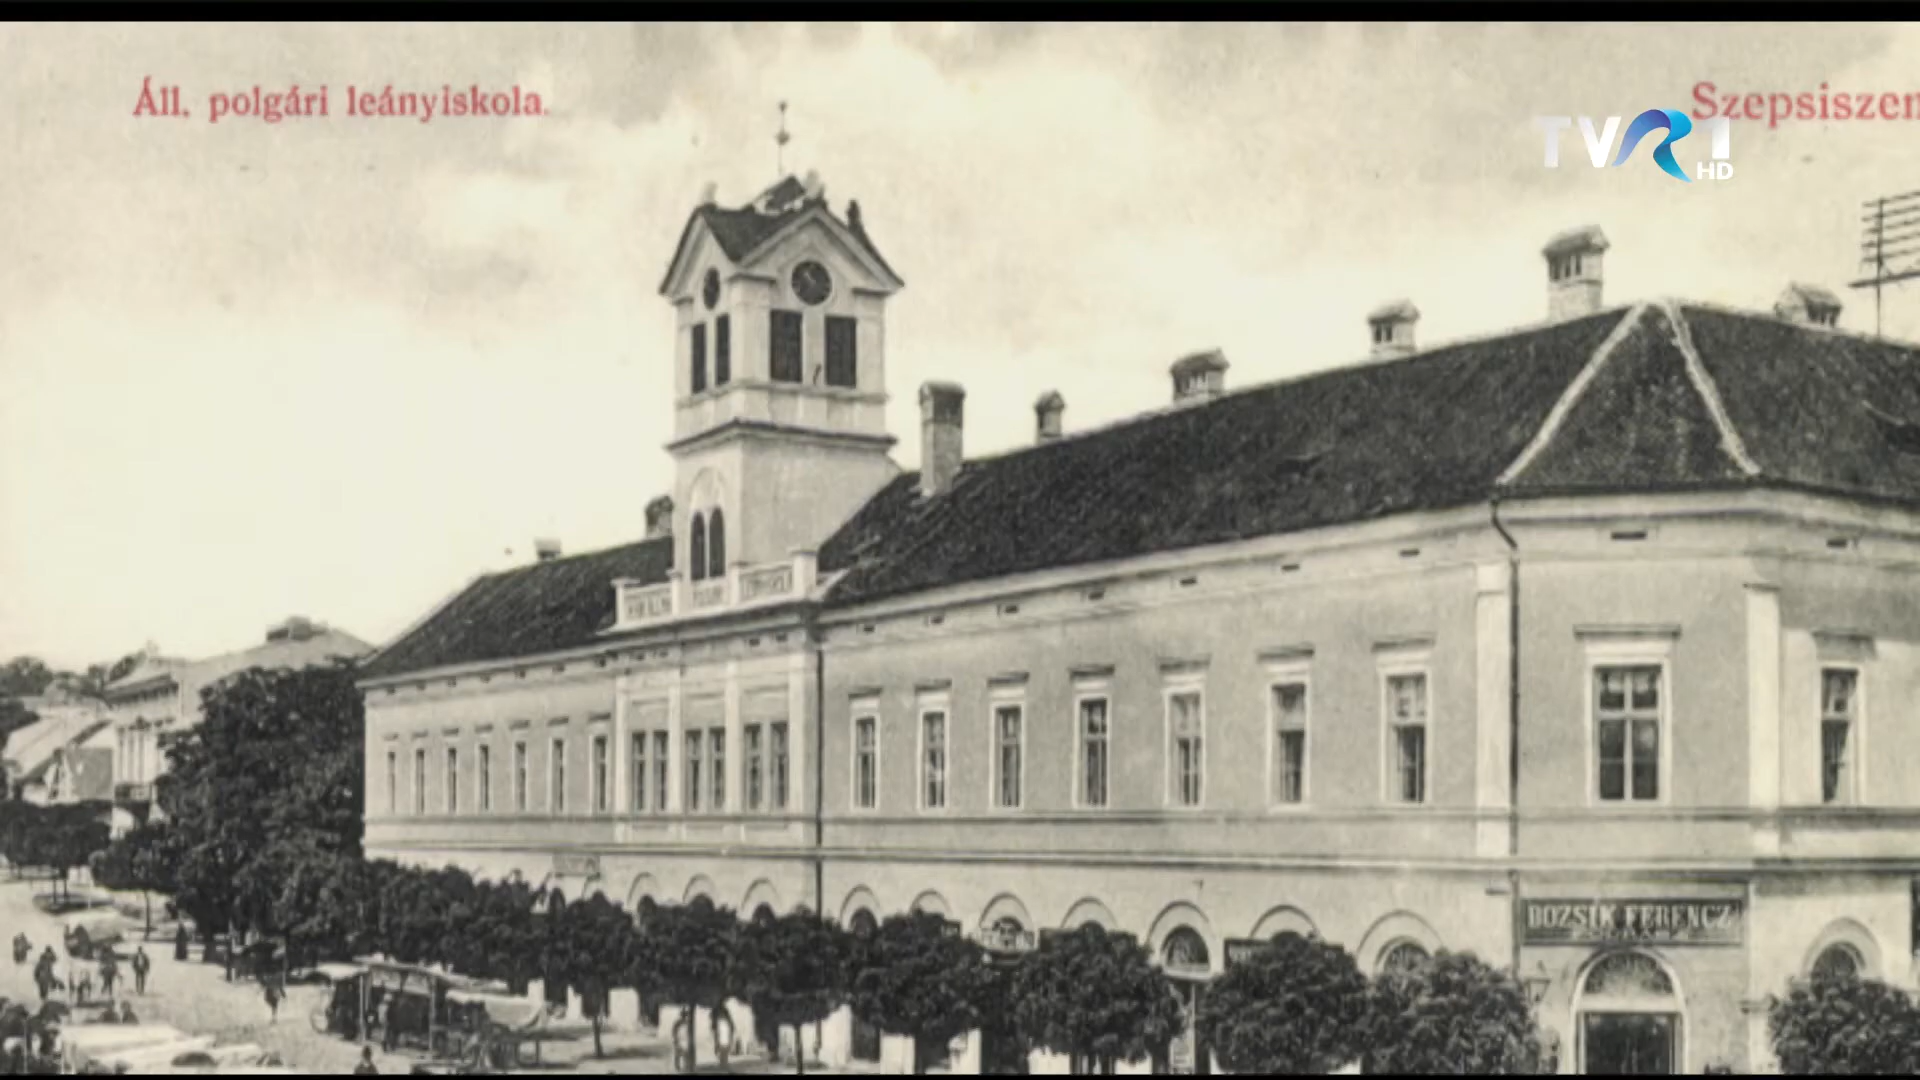 Áll. polgári leányiskola.
Szepsiszen
TVR1
HD
BOZSIK FERENCZ